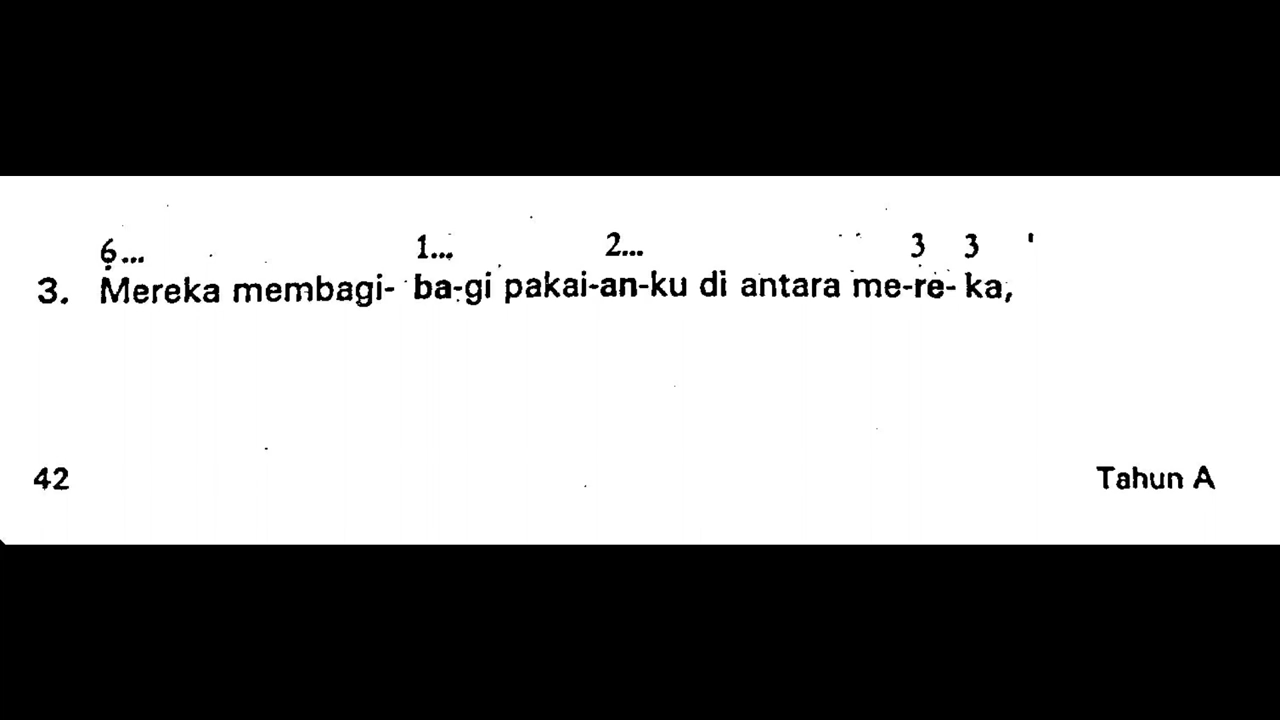 6... 1... 2... 3 3 '
3. Mereka membagi- ba-gi pakai-an-ku di antara me-re- ka,
42 Tahun A